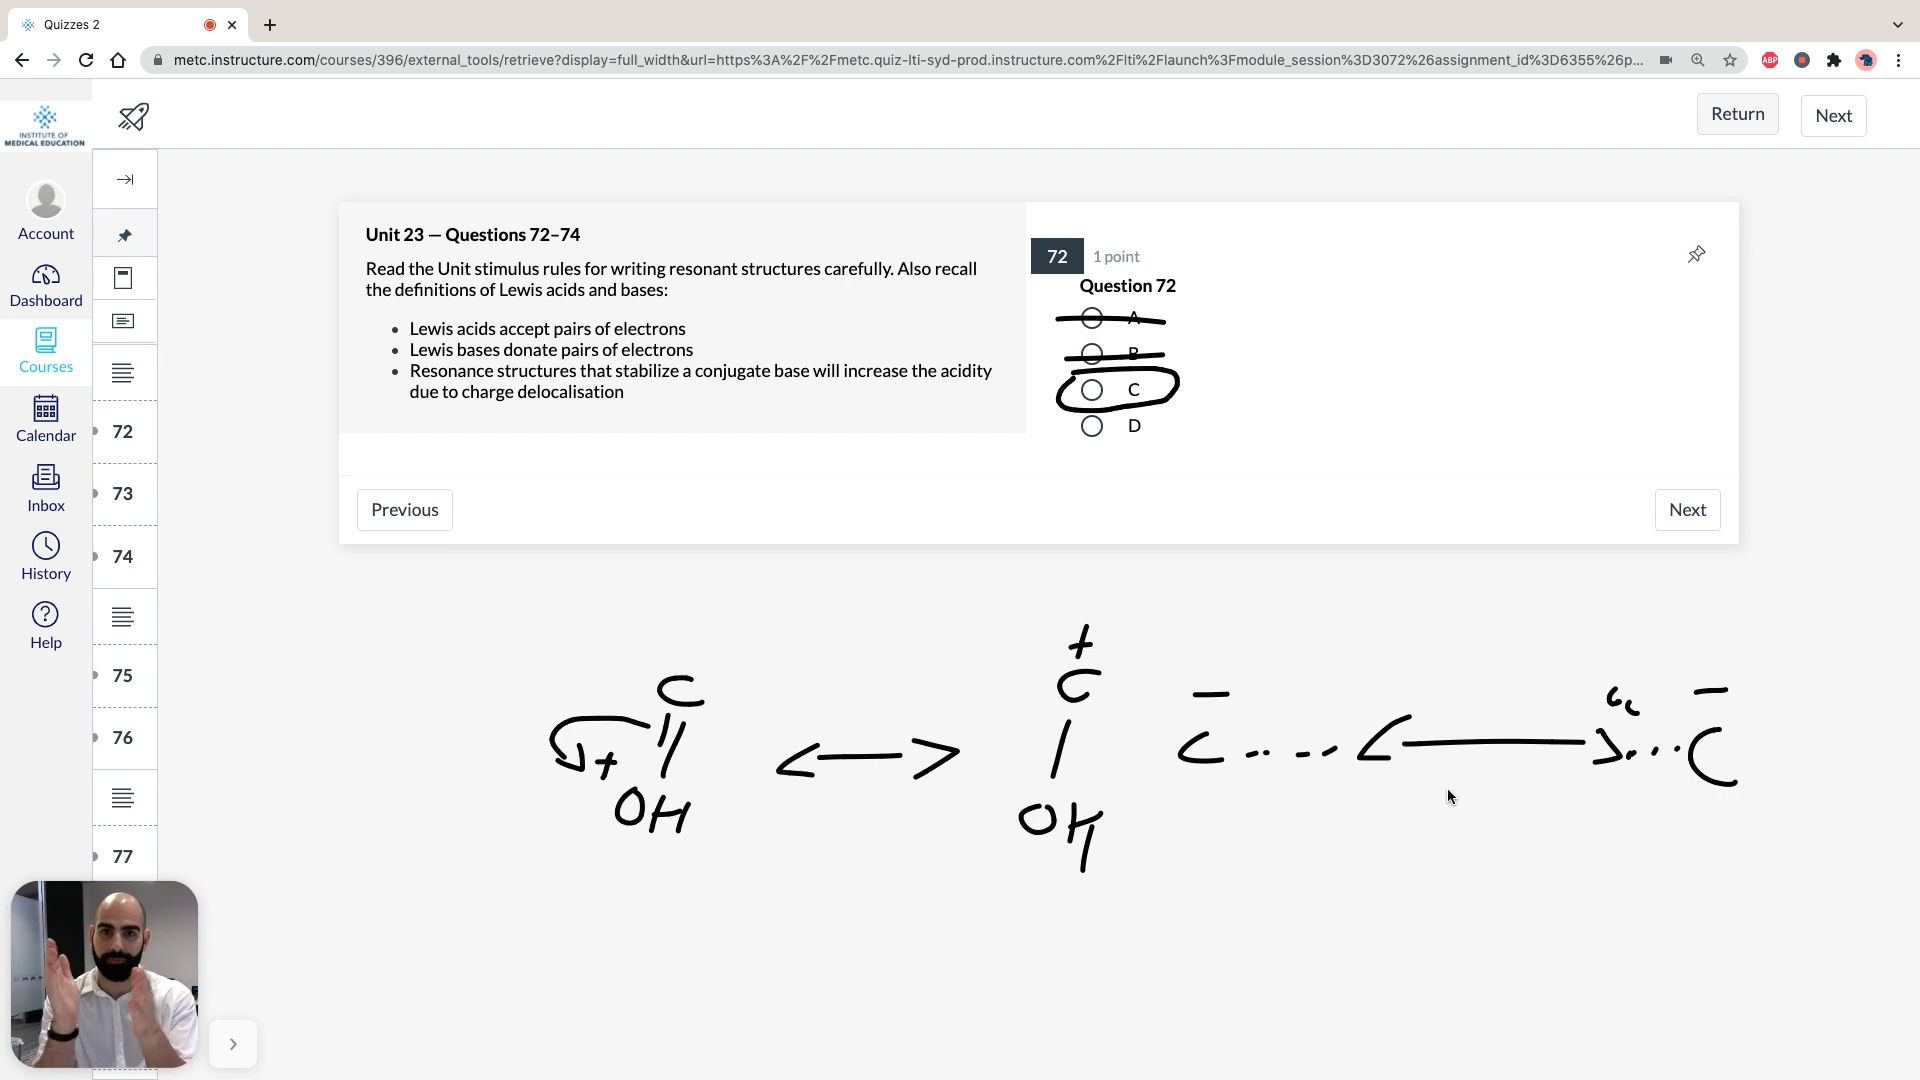 Quizzes 2
metc.instructure.com/courses/396/external_tools/retrieve?display=full_width&url=https%3A%2F%2Fmetc.quiz-lti-syd-prod.instructure.com%2Flti%2Flaunch%3Fmodule_session%3D3072%26assignment_id%3D6355%26p...
ABP
INSTITUTE OF
MEDICAL EDUCATION
Return
Next
Account
Dashboard
Courses
Calendar
Inbox
History
Help
72
73
74
75
76
77
Unit 23 — Questions 72–74
Read the Unit stimulus rules for writing resonant structures carefully. Also recall
the definitions of Lewis acids and bases:
• Lewis acids accept pairs of electrons
• Lewis bases donate pairs of electrons
• Resonance structures that stabilize a conjugate base will increase the acidity
due to charge delocalisation
72
1 point
Question 72
A
B
C
D
Previous
Next
C
+
OH
+
C
OH
C
C